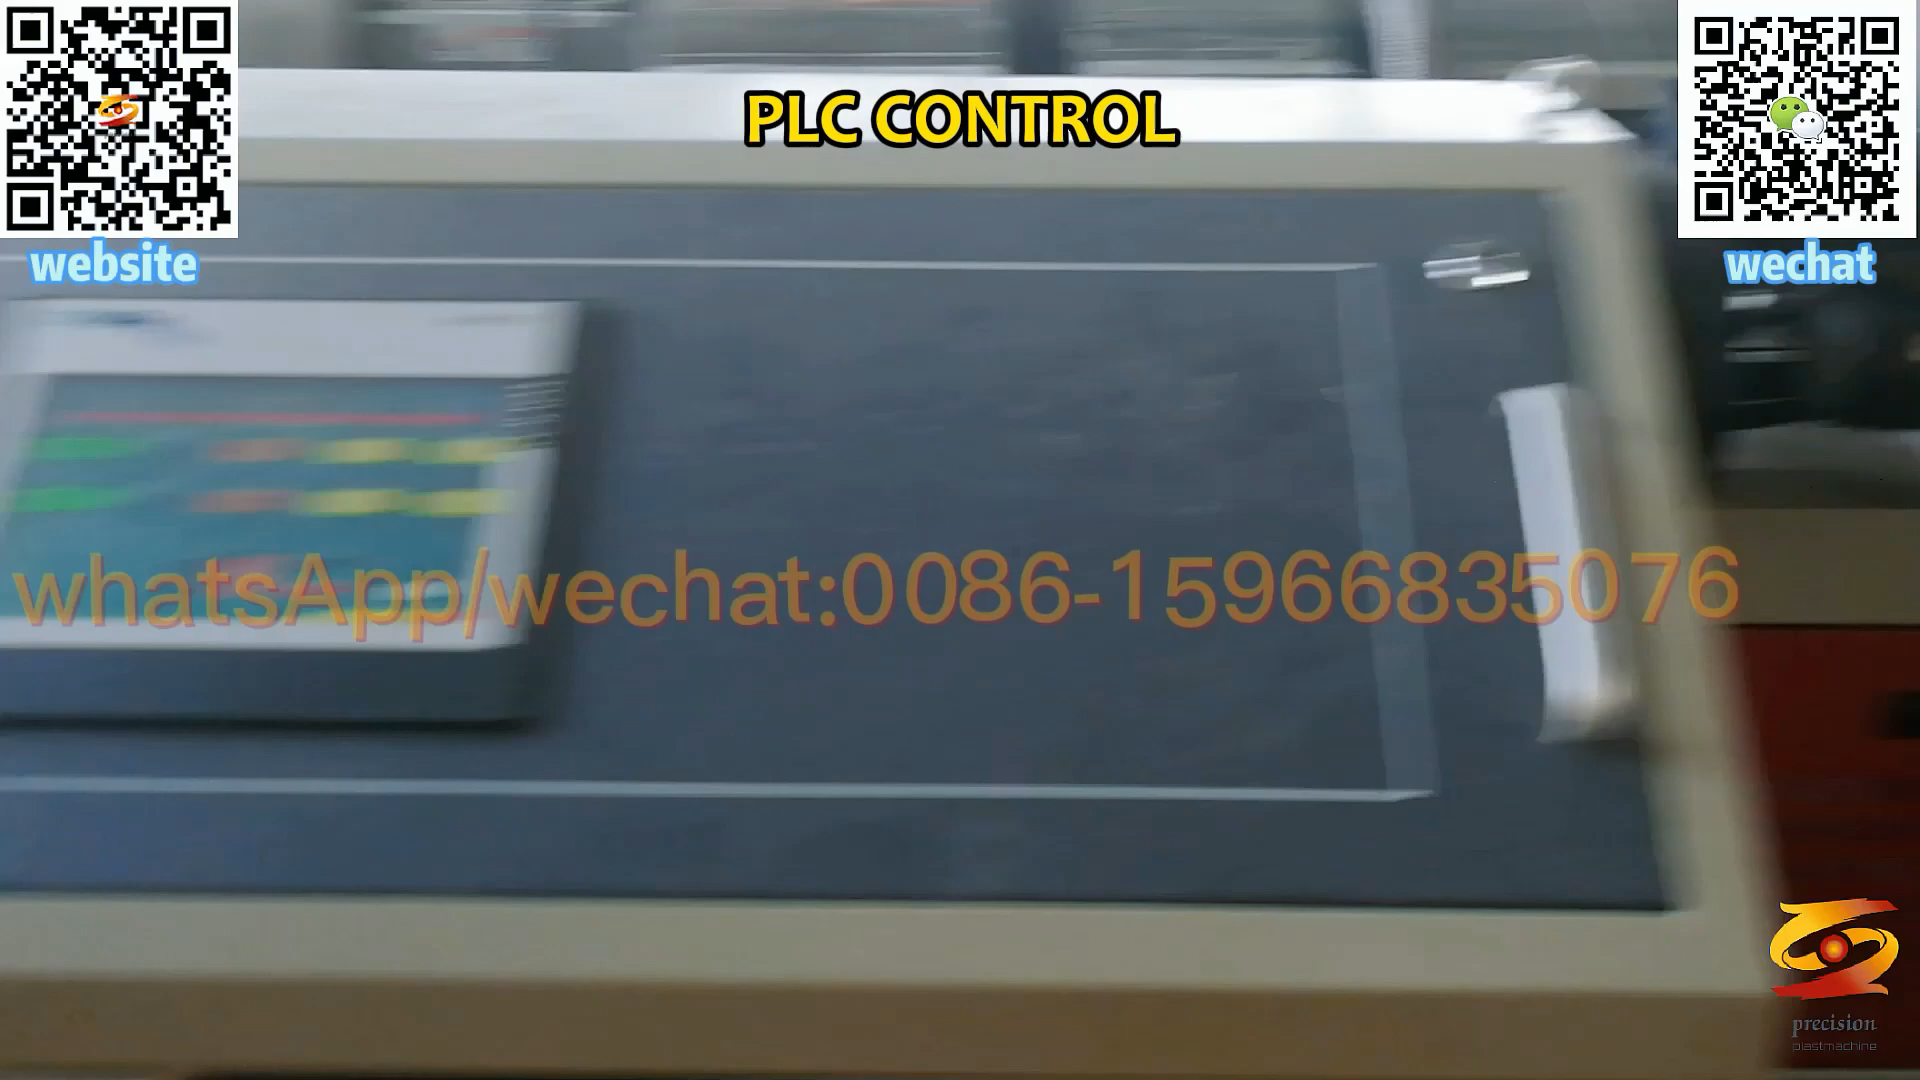 PLC CONTROL
website
wechat
whatsApp/wechat:0086-15966835076
precision
plastmachine